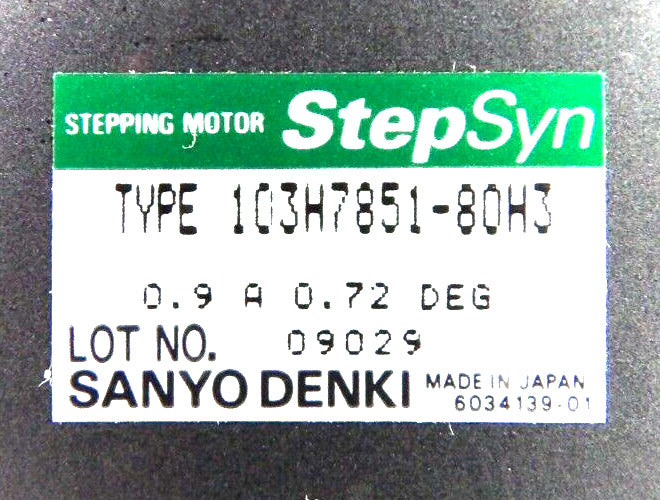 STEPPING MOTOR StepSyn
TYPE 103H7851-80H3
0.9 A 0.72 DEG
LOT NO. 09029
SANYO DENKI MADE IN JAPAN
6034139-01